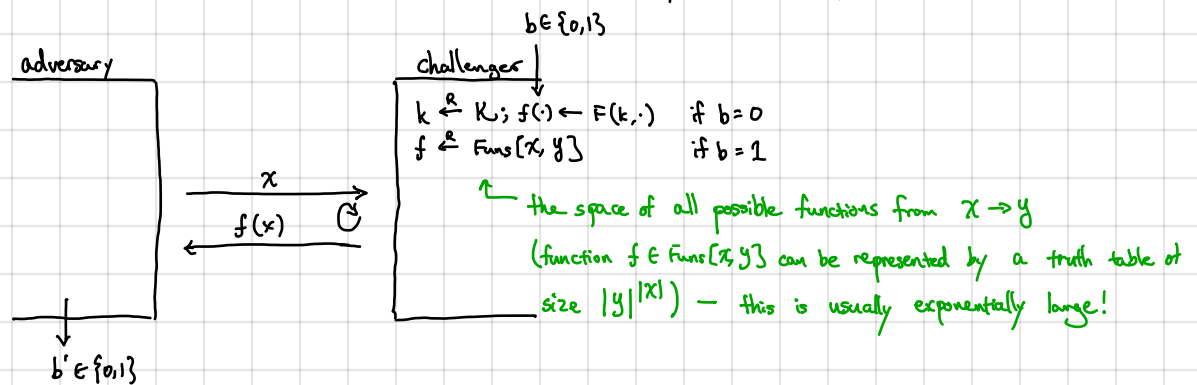 b ∈ {0,1}
adversary
challenger
k ←ᴿ K; f(·) ← F(k,·) if b = 0
f ←ᴿ Funs[X, Y] if b = 1
x
the space of all possible functions from X → Y
f(x)
(function f ∈ Funs[X, Y] can be represented by a truth table of
size |Y|^|X|) — this is usually exponentially large!
b' ∈ {0,1}